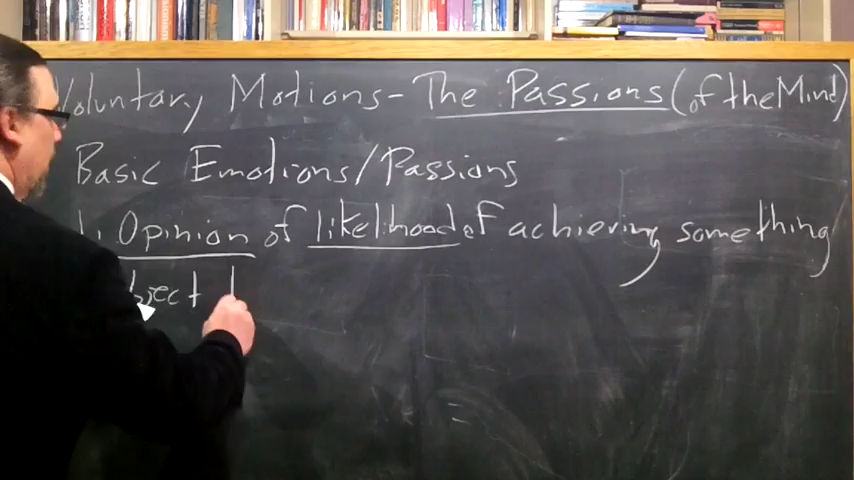 Voluntary Motions - The Passions (of the Mind)
Basic Emotions/Passions
1. Opinion of likelihood of achieving something